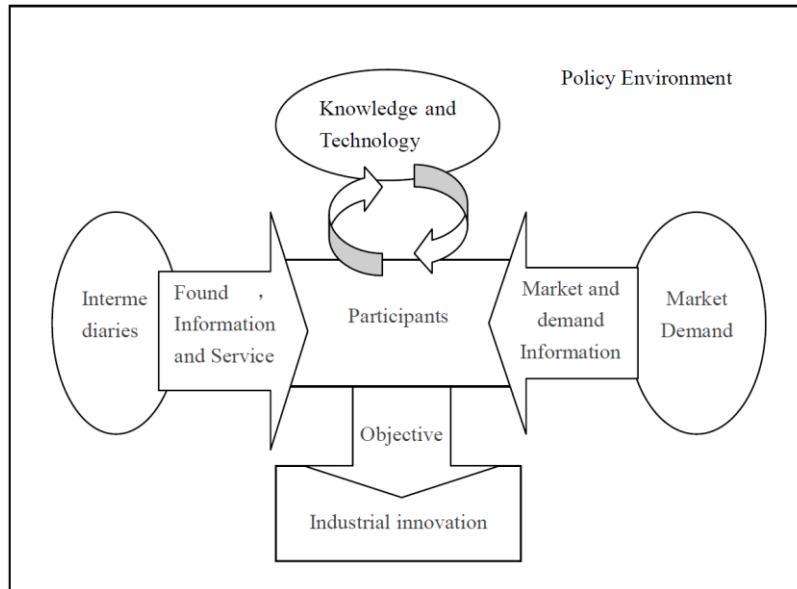 Policy Environment
Knowledge and
Technology
Interme
diaries
Found ，
Information
and Service
Participants
Market and
demand
Information
Market
Demand
Objective
Industrial innovation